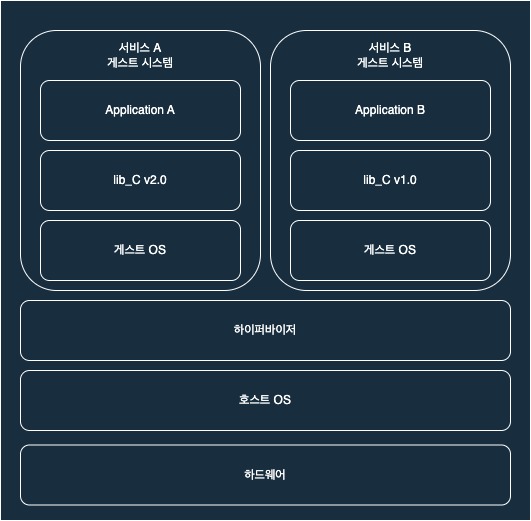 서비스 A
게스트 시스템
Application A
lib_C v2.0
게스트 OS
서비스 B
게스트 시스템
Application B
lib_C v1.0
게스트 OS
하이퍼바이저
호스트 OS
하드웨어